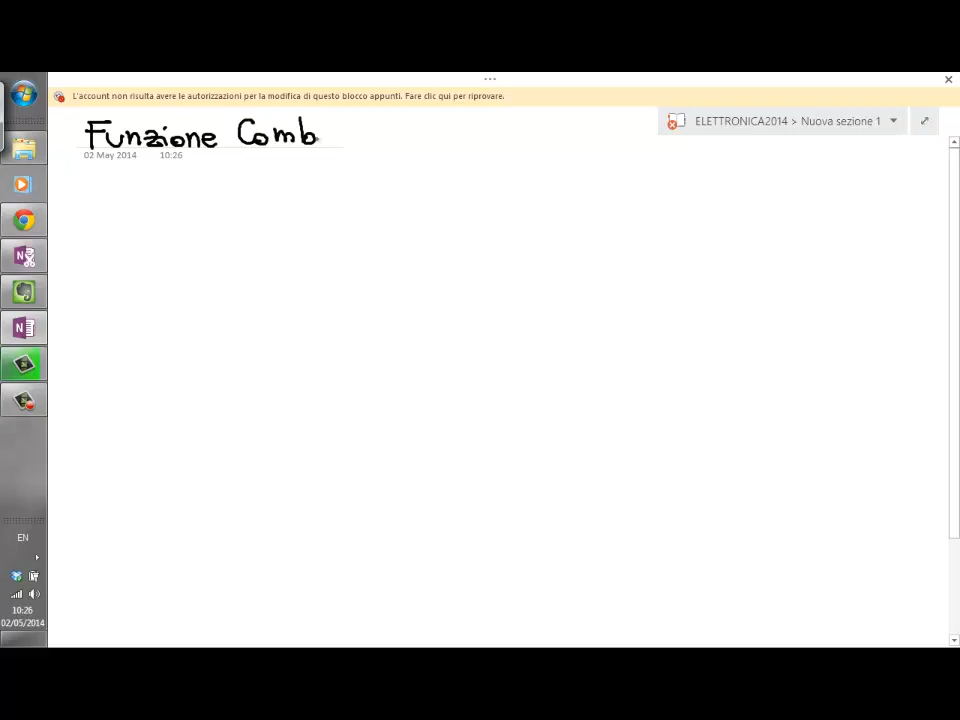 ...
L'account non risulta avere le autorizzazioni per la modifica di questo blocco appunti. Fare clic qui per riprovare.
ELETTRONICA2014 > Nuova sezione 1
Funzione Comb
02 May 2014 10:26
EN
10:26
02/05/2014